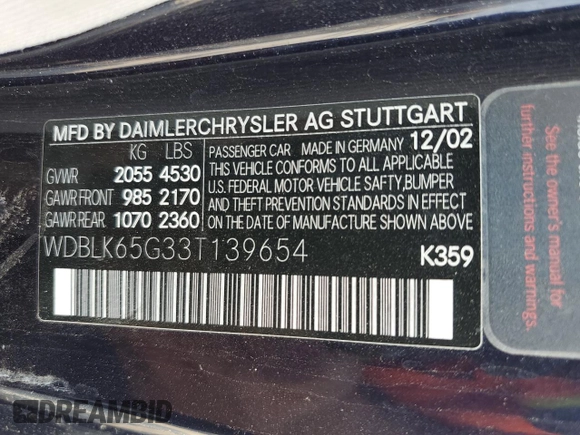 MFD BY DAIMLERCHRYSLER AG STUTTGART
KG LBS
GVWR 2055 4530
GAWR FRONT 985 2170
GAWR REAR 1070 2360
PASSENGER CAR MADE IN GERMANY 12/02
THIS VEHICLE CONFORMS TO ALL APPLICABLE
U.S. FEDERAL MOTOR VEHICLE SAFTY,BUMPER
AND THEFT PREVENTION STANDARDS IN EFFECT
ON THE DATE OF MANUFACTURE SHOWN ABOVE
WDBLK65G33T139654
K359
See the owner's manual for
further instructions
and warnings.
DREAMBID